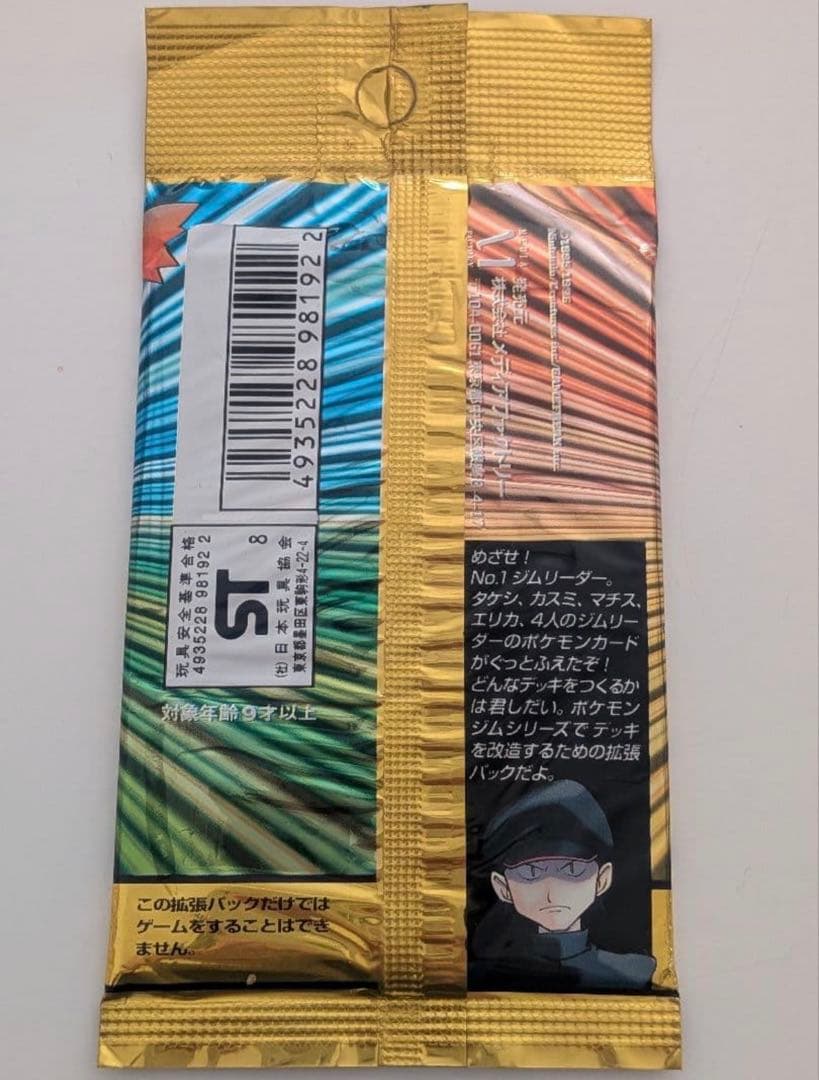 4935228 981922
玩具安全基準合格
4935228 98192 2
ST
8
(社)日本玩具協会
東京都墨田区東駒形4-22-4
対象年齢9才以上
この拡張パックだけでは
ゲームをすることはでき
ません。
発売元
株式会社 メディアファクトリー
めざせ!
No.1 ジムリーダー。
タケシ、カスミ、マチス、
エリカ、4人のジムリー
ダーのポケモンカード
がぐっとふえたぞ!
どんなデッキをつくるか
は君しだい。ポケモン
ジムシリーズで デッキ
を改造するための拡張
パックだよ。